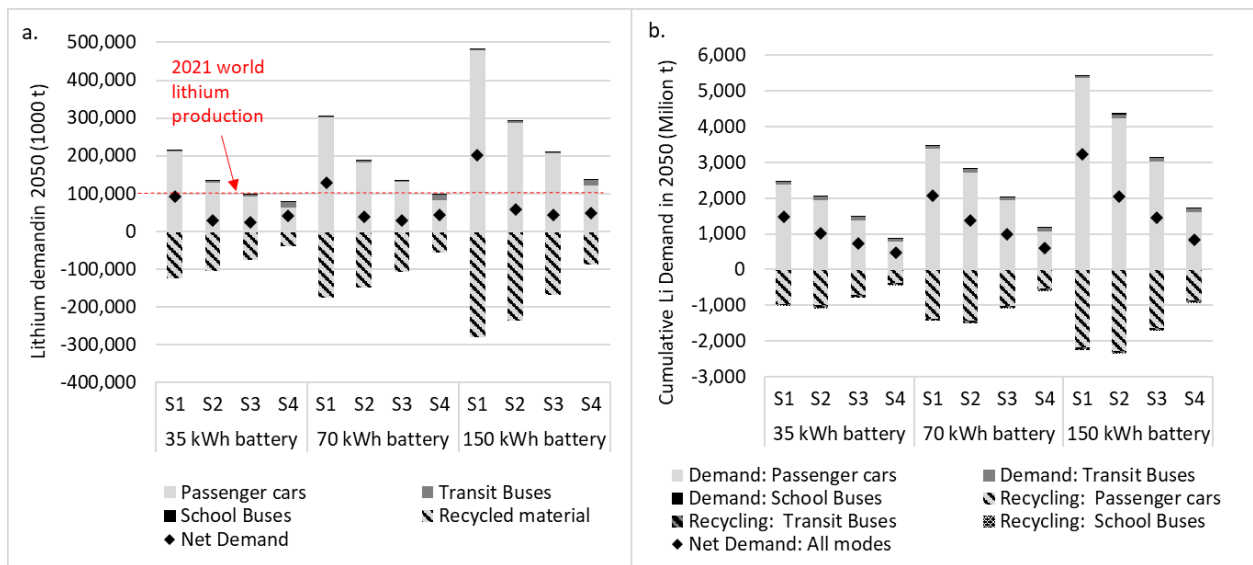 a.
Lithium demandin 2050 (1000 t)
500,000
400,000
300,000
200,000
100,000
0
-100,000
-200,000
-300,000
-400,000
2021 world
lithium
production
S1 S2 S3 S4 S1 S2 S3 S4 S1 S2 S3 S4
35 kWh battery 70 kWh battery 150 kWh battery
Passenger cars Transit Buses
School Buses Recycled material
Net Demand
b.
Cumulative Li Demand in 2050 (Milion t)
6,000
5,000
4,000
3,000
2,000
1,000
0
-1,000
-2,000
-3,000
S1 S2 S3 S4 S1 S2 S3 S4 S1 S2 S3 S4
35 kWh battery 70 kWh battery 150 kWh battery
Demand: Passenger cars Demand: Transit Buses
Demand: School Buses Recycling: Passenger cars
Recycling: Transit Buses Recycling: School Buses
Net Demand: All modes